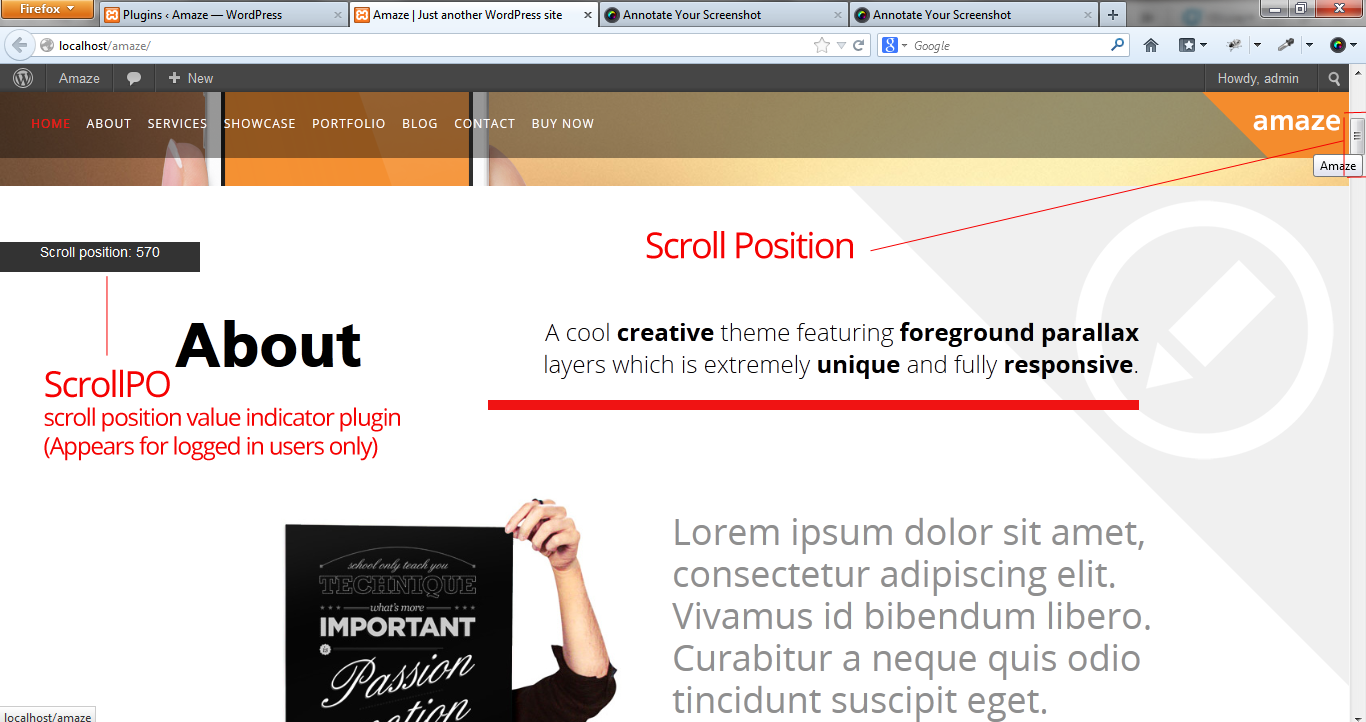 Firefox
Plugins ‹ Amaze — WordPress
Amaze | Just another WordPress site
Annotate Your Screenshot
Annotate Your Screenshot
localhost/amaze/
Google
Amaze
New
Howdy, admin
HOME ABOUT SERVICES SHOWCASE PORTFOLIO BLOG CONTACT BUY NOW
amaze
Amaze
Scroll position: 570
Scroll Position
About
A cool creative theme featuring foreground parallax
layers which is extremely unique and fully responsive.
ScrollPO
scroll position value indicator plugin
(Appears for logged in users only)
school only teach you
TECHNIQUE
what's more
IMPORTANT
is
Passion
Lorem ipsum dolor sit amet,
consectetur adipiscing elit.
Vivamus id bibendum libero.
Curabitur a neque quis odio
tincidunt suscipit eget.
localhost/amaze